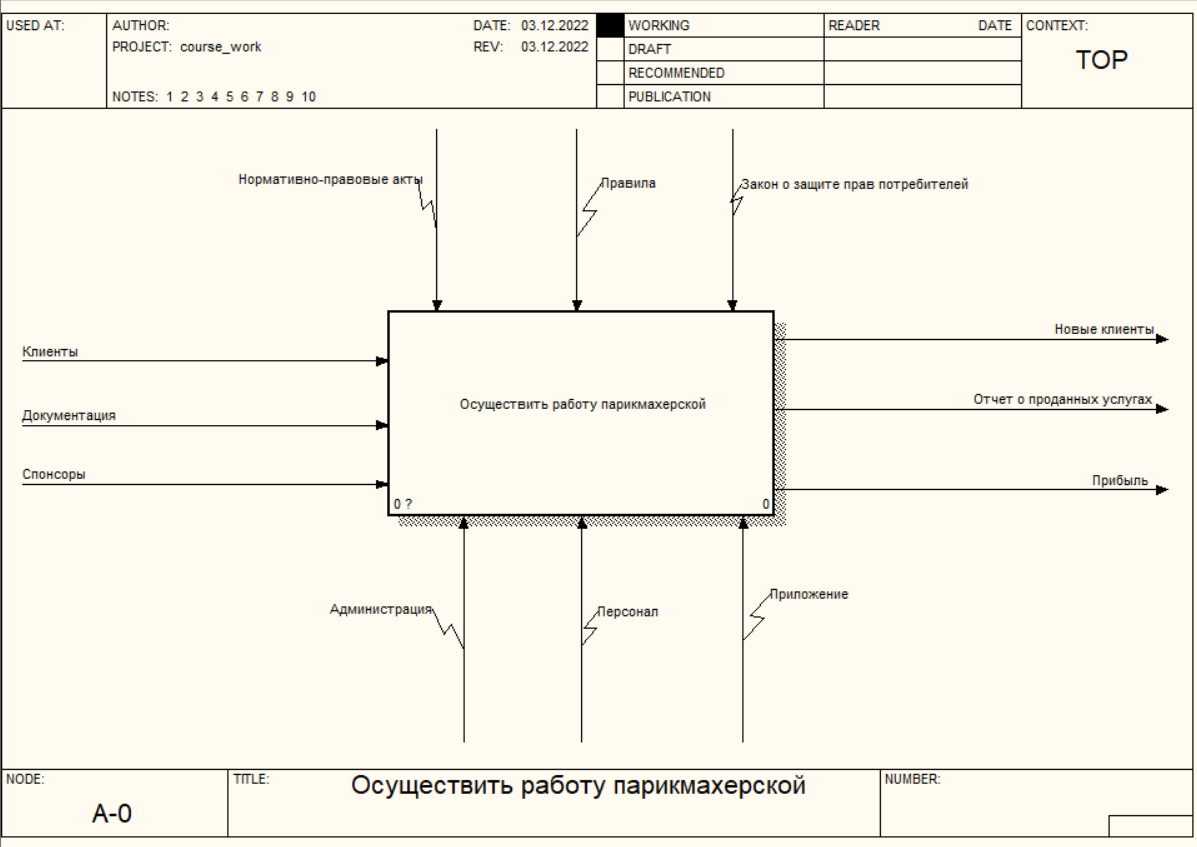 USED AT:
AUTHOR:
DATE: 03.12.2022
PROJECT: course_work
REV: 03.12.2022
NOTES: 1 2 3 4 5 6 7 8 9 10
WORKING
DRAFT
RECOMMENDED
PUBLICATION
READER
DATE
CONTEXT:
TOP
Нормативно-правовые акты
Правила
Закон о защите прав потребителей
Клиенты
Документация
Спонсоры
Осуществить работу парикмахерской
0 ?
0
Новые клиенты
Отчет о проданных услугах
Прибыль
Администрация
Персонал
Приложение
NODE:
A-0
TITLE:
Осуществить работу парикмахерской
NUMBER: